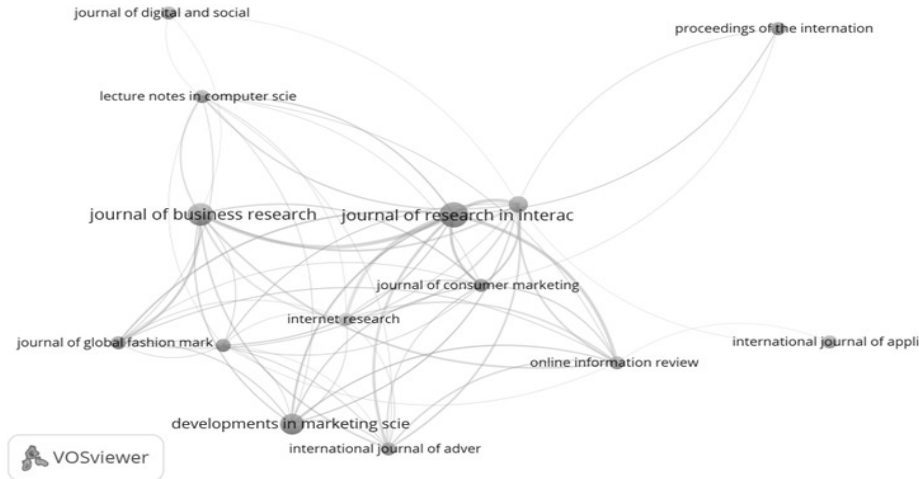 journal of digital and social
proceedings of the internation
lecture notes in computer scie
journal of business research
journal of research in interac
journal of consumer marketing
internet research
journal of global fashion mark
international journal of appli
online information review
developments in marketing scie
international journal of adver
VOSviewer